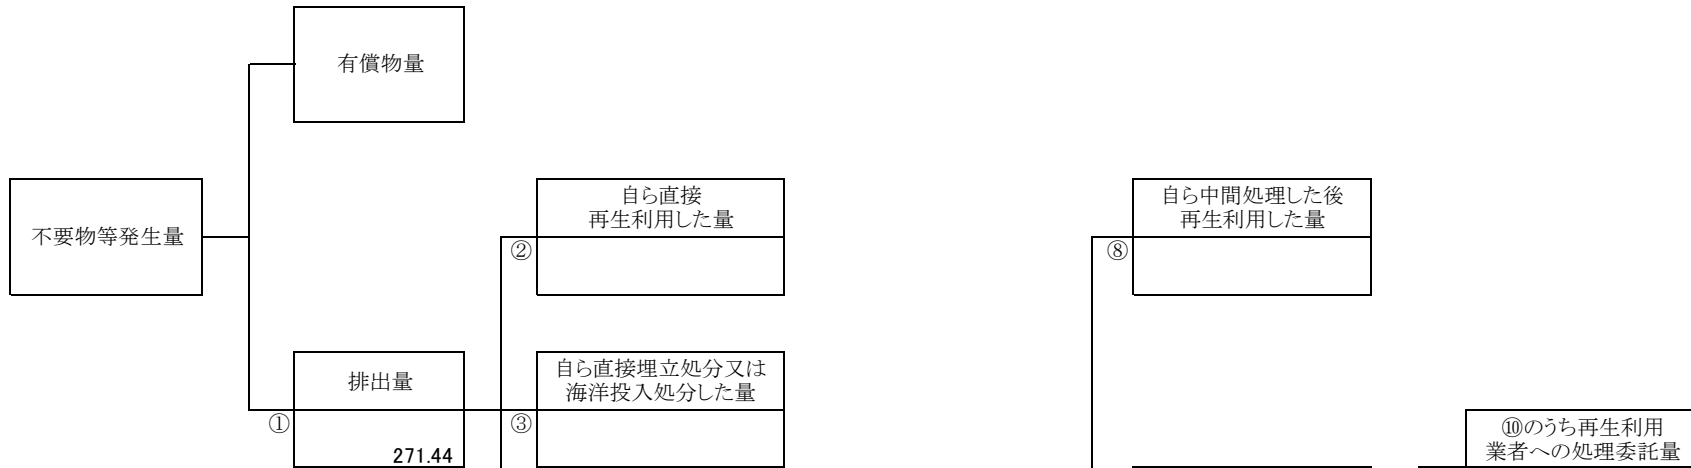 有償物量
不要物等発生量
自ら直接
再生利用した量
②
自ら中間処理した後
再生利用した量
⑧
排出量
①
271.44
自ら直接埋立処分又は
海洋投入処分した量
③
⑩のうち再生利用
業者への処理委託量